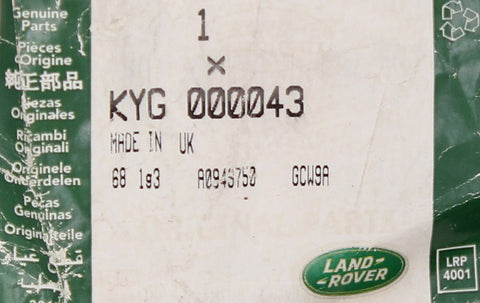 Genuine
Parts
Pièces
Origine
純正部品
Piezas
Originales
Ricambi
Originali
Originele
Onderdelen
Peças
Genuinas
Originalteile
1
×
KYG 000043
MADE IN UK
68 1g3 A0943750 GCW9A
LAND-
ROVER
LRP
4001